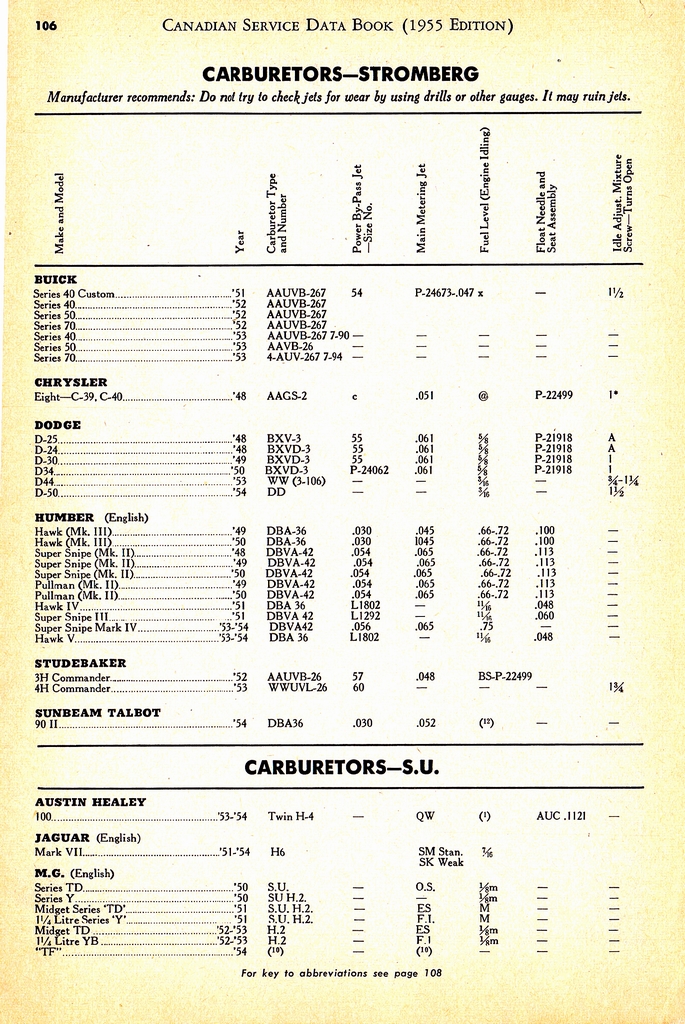 106
CANADIAN SERVICE DATA BOOK (1955 EDITION)
CARBURETORS—STROMBERG
Manufacturer recommends: Do not try to check jets for wear by using drills or other gauges. It may ruin jets.
Make and Model Year Carburetor Type and Number Power By-Pass Jet —Size No. Main Metering Jet Fuel Level (Engine Idling) Float Needle and Seat Assembly Idle Adjust. Mixture Screw—Turns Open
BUICK
Series 40 Custom '51 AAUVB-267 54 P-24673-.047 x — 1½
Series 40 '52 AAUVB-267
Series 50 '52 AAUVB-267
Series 70 '52 AAUVB-267
Series 40 '53 AAUVB-267 7-90 — — — — —
Series 50 '53 AAVB-26 — — — — —
Series 70 '53 4-AUV-267 7-94 — — — — —
CHRYSLER
Eight—C-39, C-40 '48 AAGS-2 c .051 @ P-22499 1*
DODGE
D-25 '48 BXV-3 55 .061 ⅝ P-21918 A
D-24 '48 BXVD-3 55 .061 ⅝ P-21918 A
D-30 '49 BXVD-3 55 .061 ⅝ P-21918 1
D34 '50 BXVD-3 P-24062 .061 ⅝ P-21918 1
D44 '53 WW (3-106) — — 3/16 — ¾-1¼
D-50 '54 DD — — 3/16 — 1½
HUMBER (English)
Hawk (Mk. III) '49 DBA-36 .030 .045 .66-.72 .100 —
Hawk (Mk. III) '50 DBA-36 .030 1045 .66-.72 .100 —
Super Snipe (Mk. II) '48 DBVA-42 .054 .065 .66-.72 .113 —
Super Snipe (Mk. II) '49 DBVA-42 .054 .065 .66-.72 .113 —
Super Snipe (Mk. II) '50 DBVA-42 .054 .065 .66-.72 .113 —
Pullman (Mk. II) '49 DBVA-42 .054 .065 .66-.72 .113 —
Pullman (Mk. II) '50 DBVA-42 .054 .065 .66-.72 .113 —
Hawk IV '51 DBA 36 L1802 — 11/16 .048 —
Super Snipe III '51 DBVA 42 L1292 — 11/16 .060 —
Super Snipe Mark IV '53-'54 DBVA42 .056 .065 .75 — —
Hawk V '53-'54 DBA 36 L1802 — 11/16 .048 —
STUDEBAKER
3H Commander '52 AAUVB-26 57 .048 BS-P-22499
4H Commander '53 WWUVL-26 60 — — — 1¾
SUNBEAM TALBOT
90 II '54 DBA36 .030 .052 (12) — —
CARBURETORS—S.U.
AUSTIN HEALEY
100 '53-'54 Twin H-4 — QW (1) AUC .1121 —
JAGUAR (English)
Mark VII '51-'54 H6 SM Stan. 7/16
SK Weak
M.G. (English)
Series TD '50 S.U. — O.S. ⅛m — —
Series Y '50 SU H.2. — — ⅛m — —
Midget Series 'TD' '51 S.U. H.2. — ES M — —
1¼ Litre Series 'Y' '51 S.U. H.2. — F.I. M — —
Midget TD '52-'53 H.2 — ES ⅛m — —
1¼ Litre YB '52-'53 H.2 — F.I ⅛m — —
"TF" '54 (10) — (10) — — —
For key to abbreviations see page 108